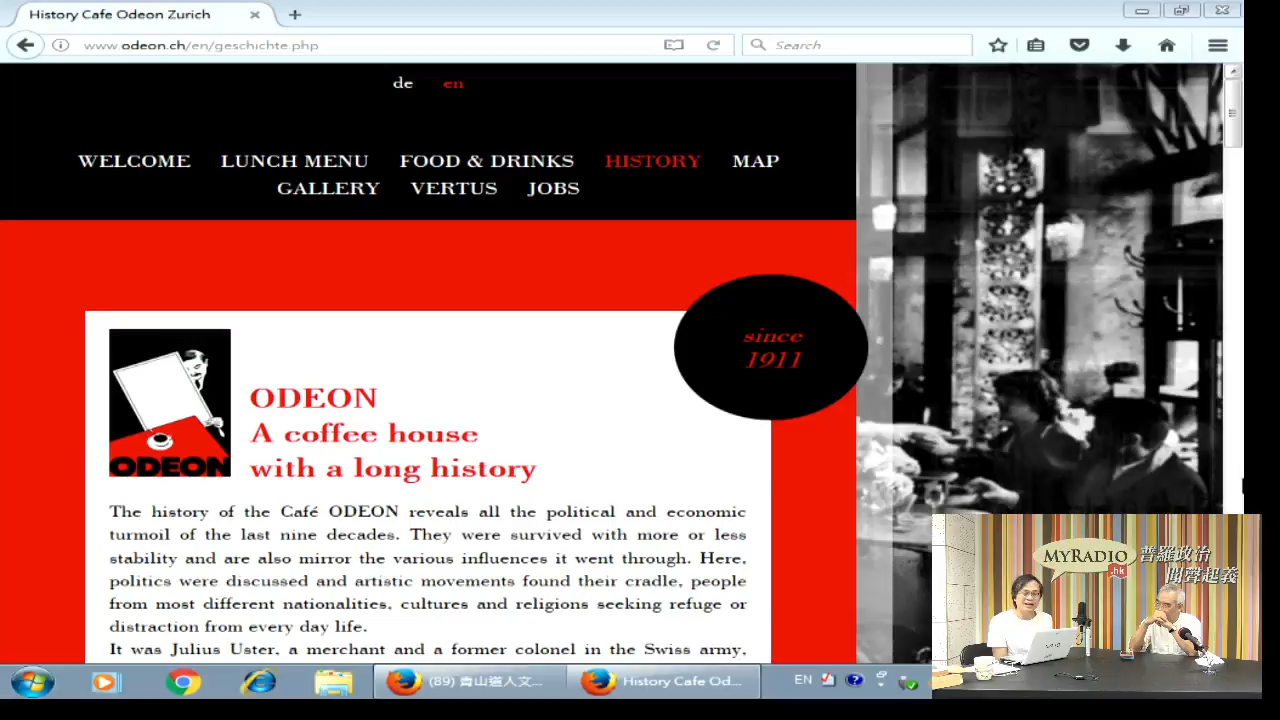 History Cafe Odeon Zurich
www.odeon.ch/en/geschichte.php
Search
de en
WELCOME LUNCH MENU FOOD & DRINKS HISTORY MAP
GALLERY VERTUS JOBS
since
1911
ODEON
ODEON
A coffee house
with a long history
The history of the Café ODEON reveals all the political and economic
turmoil of the last nine decades. They were survived with more or less
stability and are also mirror the various influences it went through. Here,
politics were discussed and artistic movements found their cradle, people
from most different nationalities, cultures and religions seeking refuge or
distraction from every day life.
It was Julius Uster, a merchant and a former colonel in the Swiss army,
MYRADIO
.hk
普羅政治
聞聲起義
(89) 青山道人文...
History Cafe Od...
EN